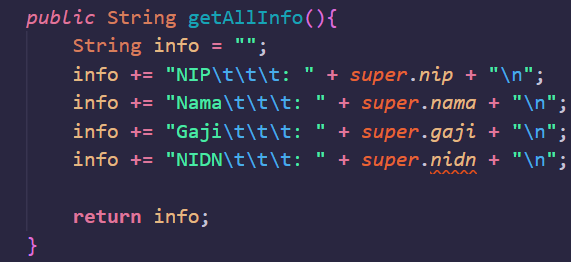 public String getAllInfo(){
String info = "";
info += "NIP\t\t\t: " + super.nip + "\n";
info += "Nama\t\t\t: " + super.nama + "\n";
info += "Gaji\t\t\t: " + super.gaji + "\n";
info += "NIDN\t\t\t: " + super.nidn + "\n";
return info;
}